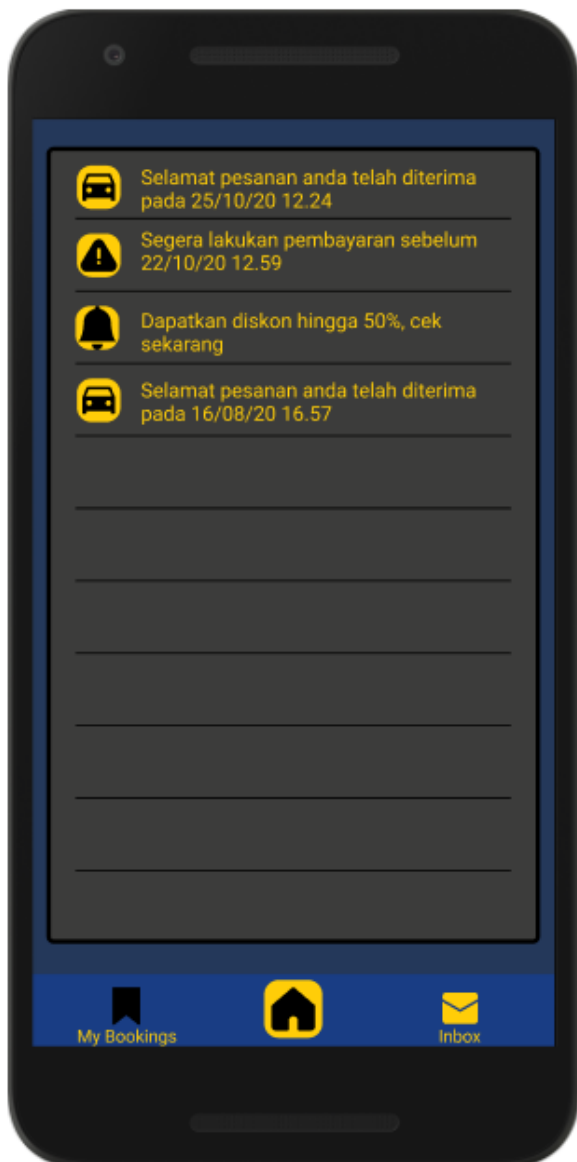 Selamat pesanan anda telah diterima
pada 25/10/20 12.24
Segera lakukan pembayaran sebelum
22/10/20 12.59
Dapatkan diskon hingga 50%, cek
sekarang
Selamat pesanan anda telah diterima
pada 16/08/20 16.57
My Bookings
Inbox